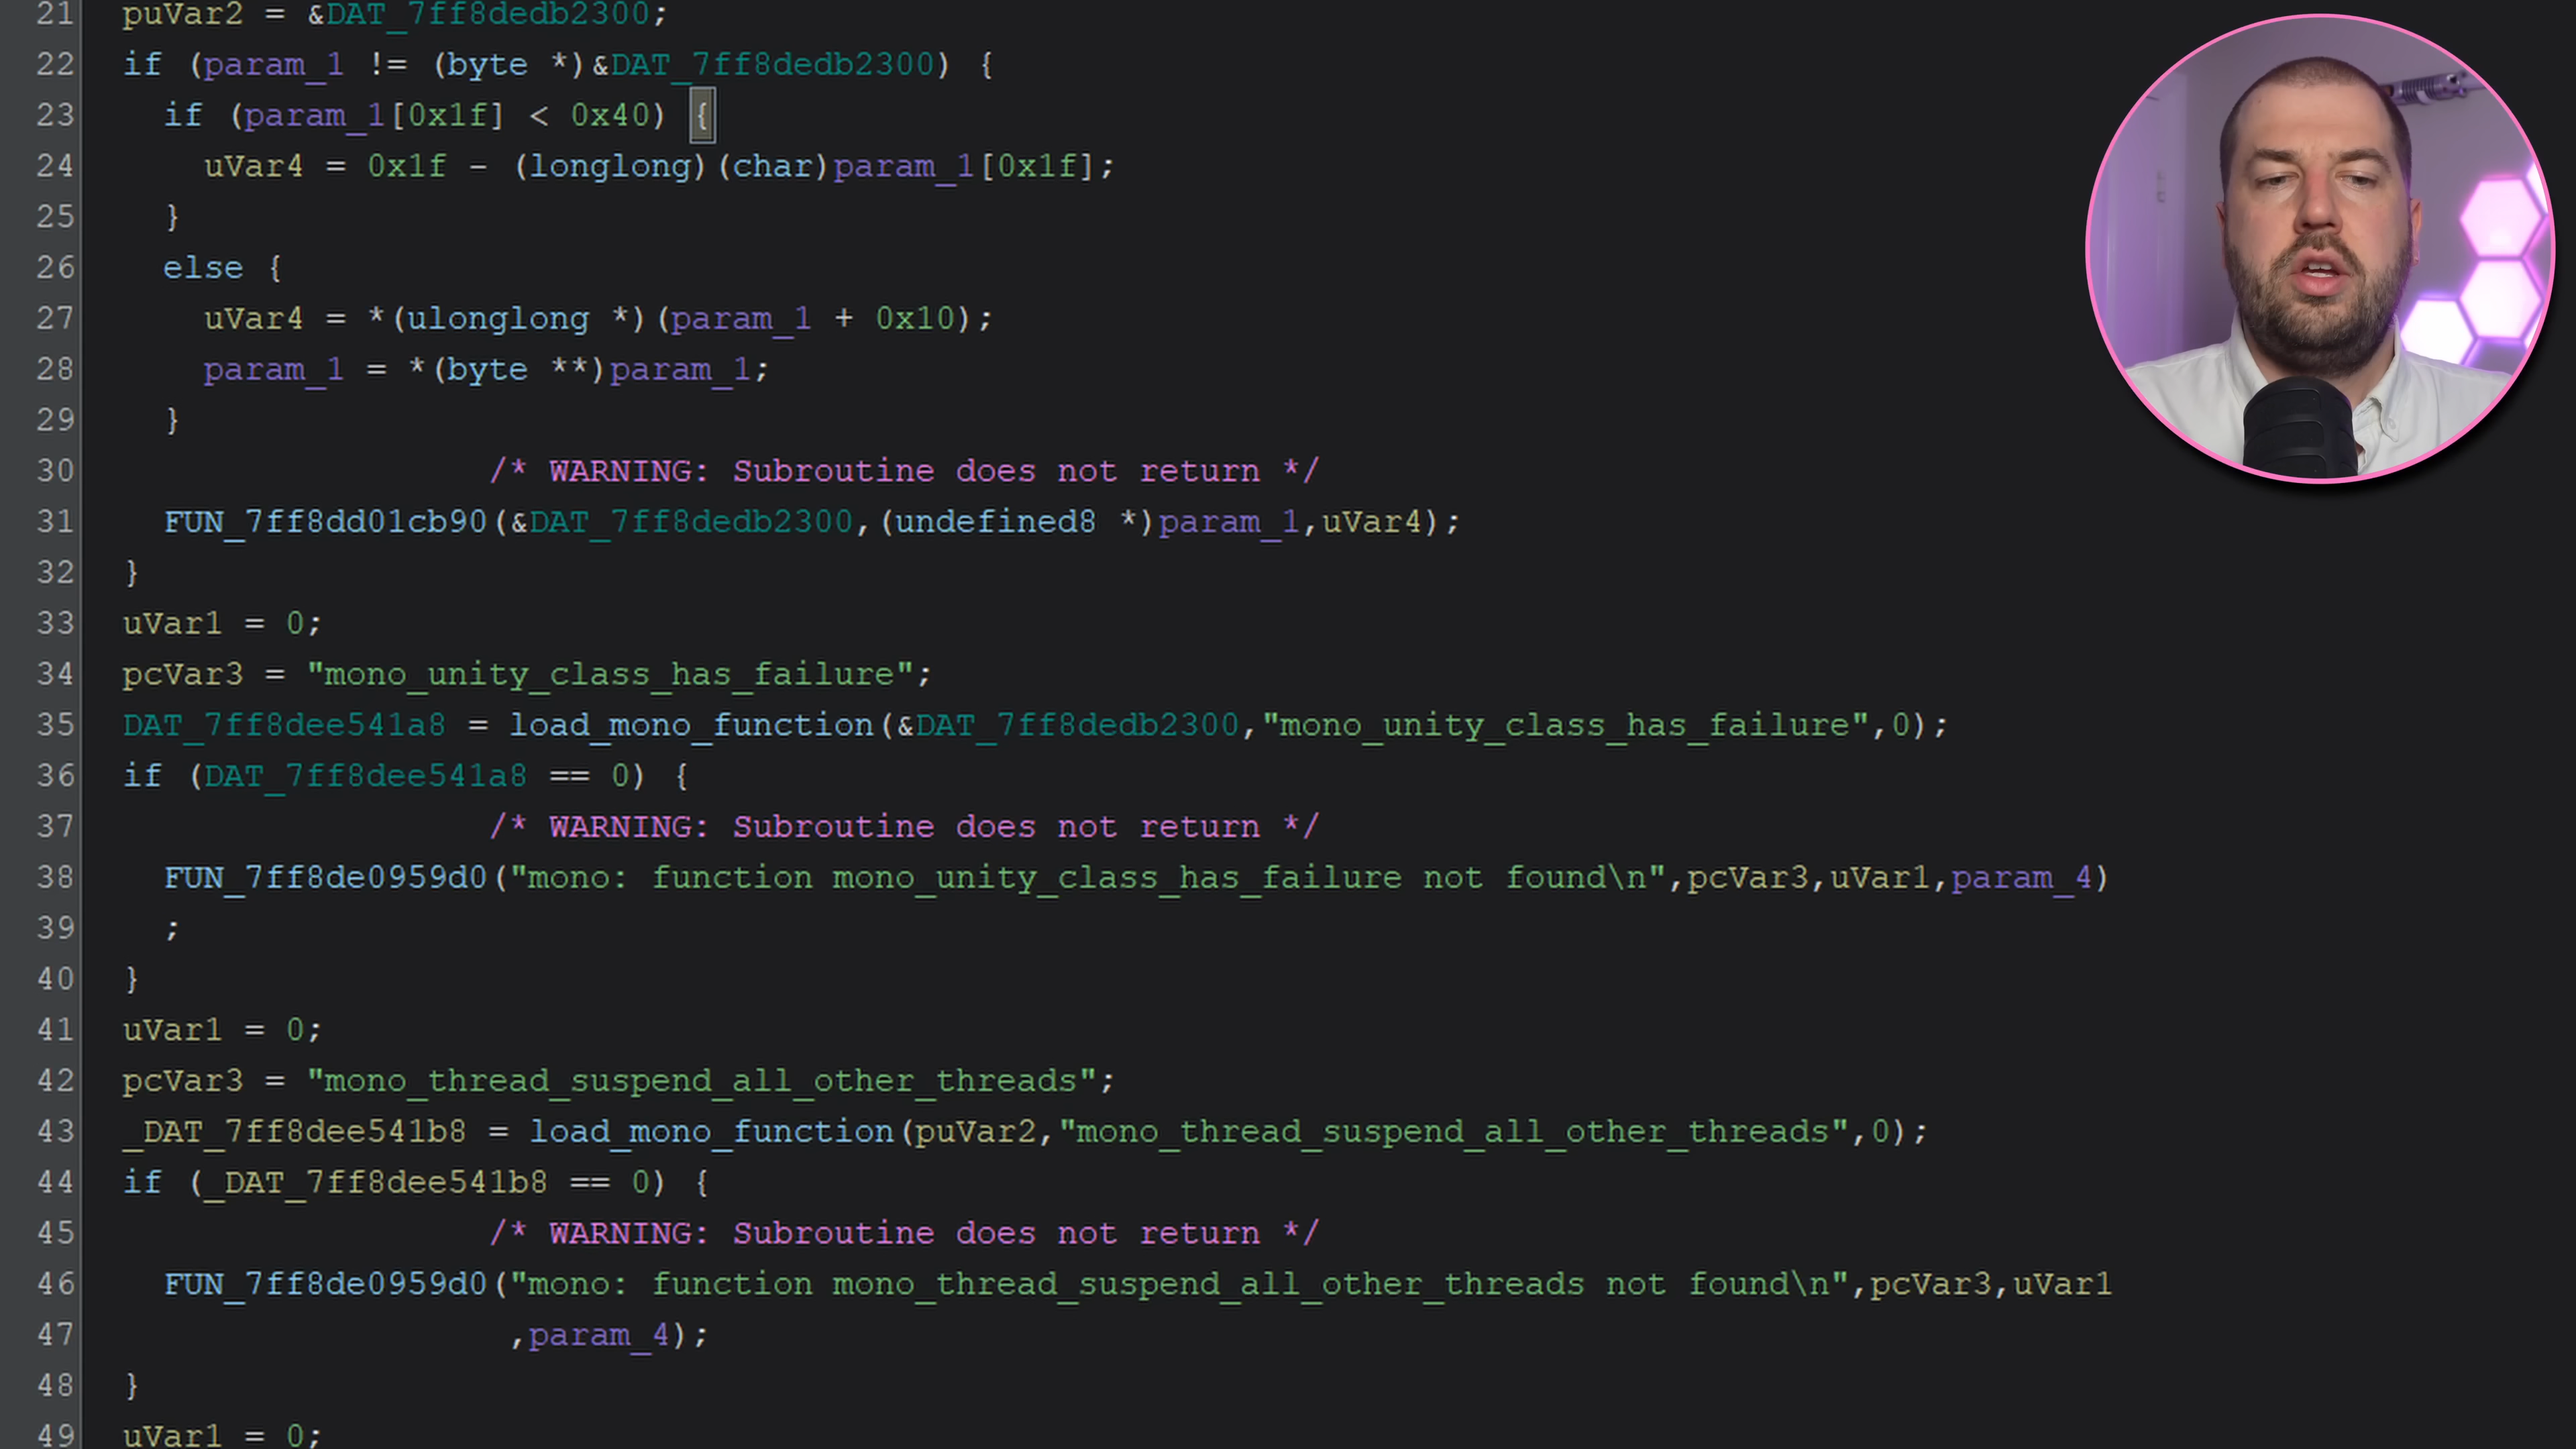 21 puVar2 = &DAT_7ff8dedb2300;
22 if (param_1 != (byte *)&DAT_7ff8dedb2300) {
23 if (param_1[0x1f] < 0x40) {
24 uVar4 = 0x1f - (longlong)(char)param_1[0x1f];
25 }
26 else {
27 uVar4 = *(ulonglong *)(param_1 + 0x10);
28 param_1 = *(byte **)param_1;
29 }
30 /* WARNING: Subroutine does not return */
31 FUN_7ff8dd01cb90(&DAT_7ff8dedb2300,(undefined8 *)param_1,uVar4);
32 }
33 uVar1 = 0;
34 pcVar3 = "mono_unity_class_has_failure";
35 DAT_7ff8dee541a8 = load_mono_function(&DAT_7ff8dedb2300,"mono_unity_class_has_failure",0);
36 if (DAT_7ff8dee541a8 == 0) {
37 /* WARNING: Subroutine does not return */
38 FUN_7ff8de0959d0("mono: function mono_unity_class_has_failure not found\n",pcVar3,uVar1,param_4)
39 ;
40 }
41 uVar1 = 0;
42 pcVar3 = "mono_thread_suspend_all_other_threads";
43 _DAT_7ff8dee541b8 = load_mono_function(puVar2,"mono_thread_suspend_all_other_threads",0);
44 if (_DAT_7ff8dee541b8 == 0) {
45 /* WARNING: Subroutine does not return */
46 FUN_7ff8de0959d0("mono: function mono_thread_suspend_all_other_threads not found\n",pcVar3,uVar1
47 ,param_4);
48 }
49 uVar1 = 0;